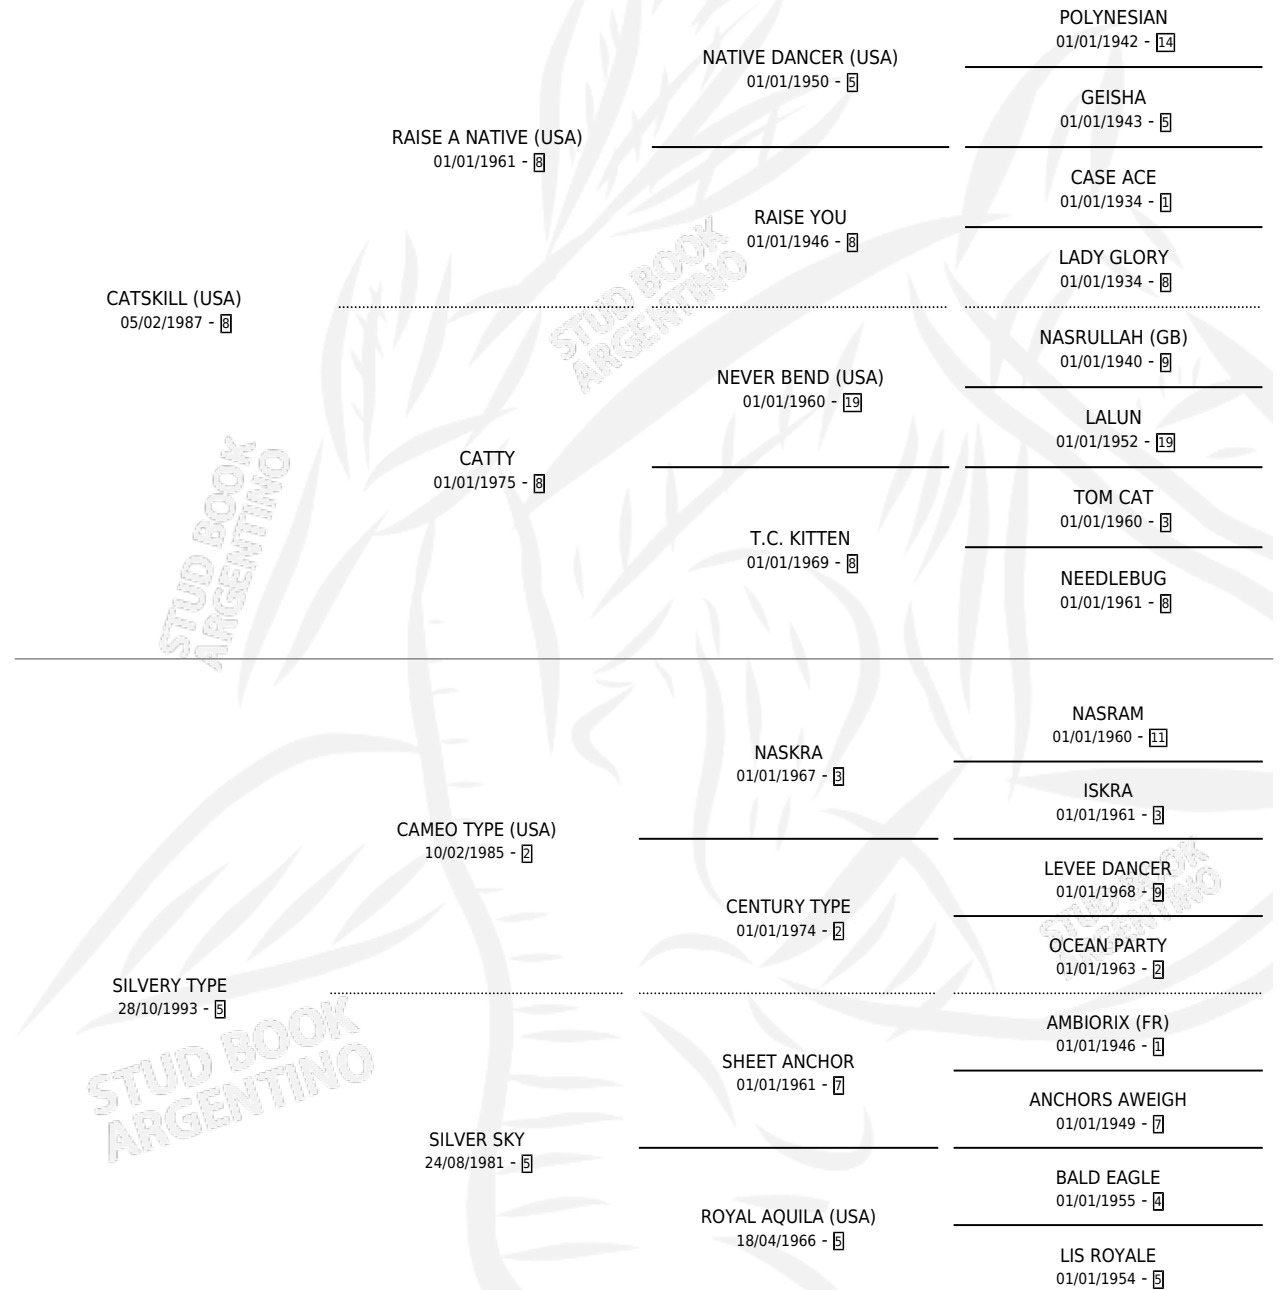 POLYNESIAN
01/01/1942 - 14
NATIVE DANCER (USA)
01/01/1950 - 5
GEISHA
01/01/1943 - 5
RAISE A NATIVE (USA)
01/01/1961 - 8
CASE ACE
01/01/1934 - 1
RAISE YOU
01/01/1946 - 8
LADY GLORY
01/01/1934 - 8
CATSKILL (USA)
05/02/1987 - 8
NASRULLAH (GB)
01/01/1940 - 9
NEVER BEND (USA)
01/01/1960 - 19
LALUN
01/01/1952 - 19
CATTY
01/01/1975 - 8
TOM CAT
01/01/1960 - 3
T.C. KITTEN
01/01/1969 - 8
NEEDLEBUG
01/01/1961 - 8
NASRAM
01/01/1960 - 11
NASKRA
01/01/1967 - 3
ISKRA
01/01/1961 - 3
CAMEO TYPE (USA)
10/02/1985 - 2
LEVEE DANCER
01/01/1968 - 9
CENTURY TYPE
01/01/1974 - 2
OCEAN PARTY
01/01/1963 - 2
SILVERY TYPE
28/10/1993 - 5
AMBIORIX (FR)
01/01/1946 - 1
SHEET ANCHOR
01/01/1961 - 7
ANCHORS AWEIGH
01/01/1949 - 7
SILVER SKY
24/08/1981 - 5
BALD EAGLE
01/01/1955 - 4
ROYAL AQUILA (USA)
18/04/1966 - 5
LIS ROYALE
01/01/1954 - 5
STUD BOOK
ARGENTINO
STUD BOOK
ARGENTINO
STUD BOOK
ARGENTINO
STUD BOOK
ARGENTINO